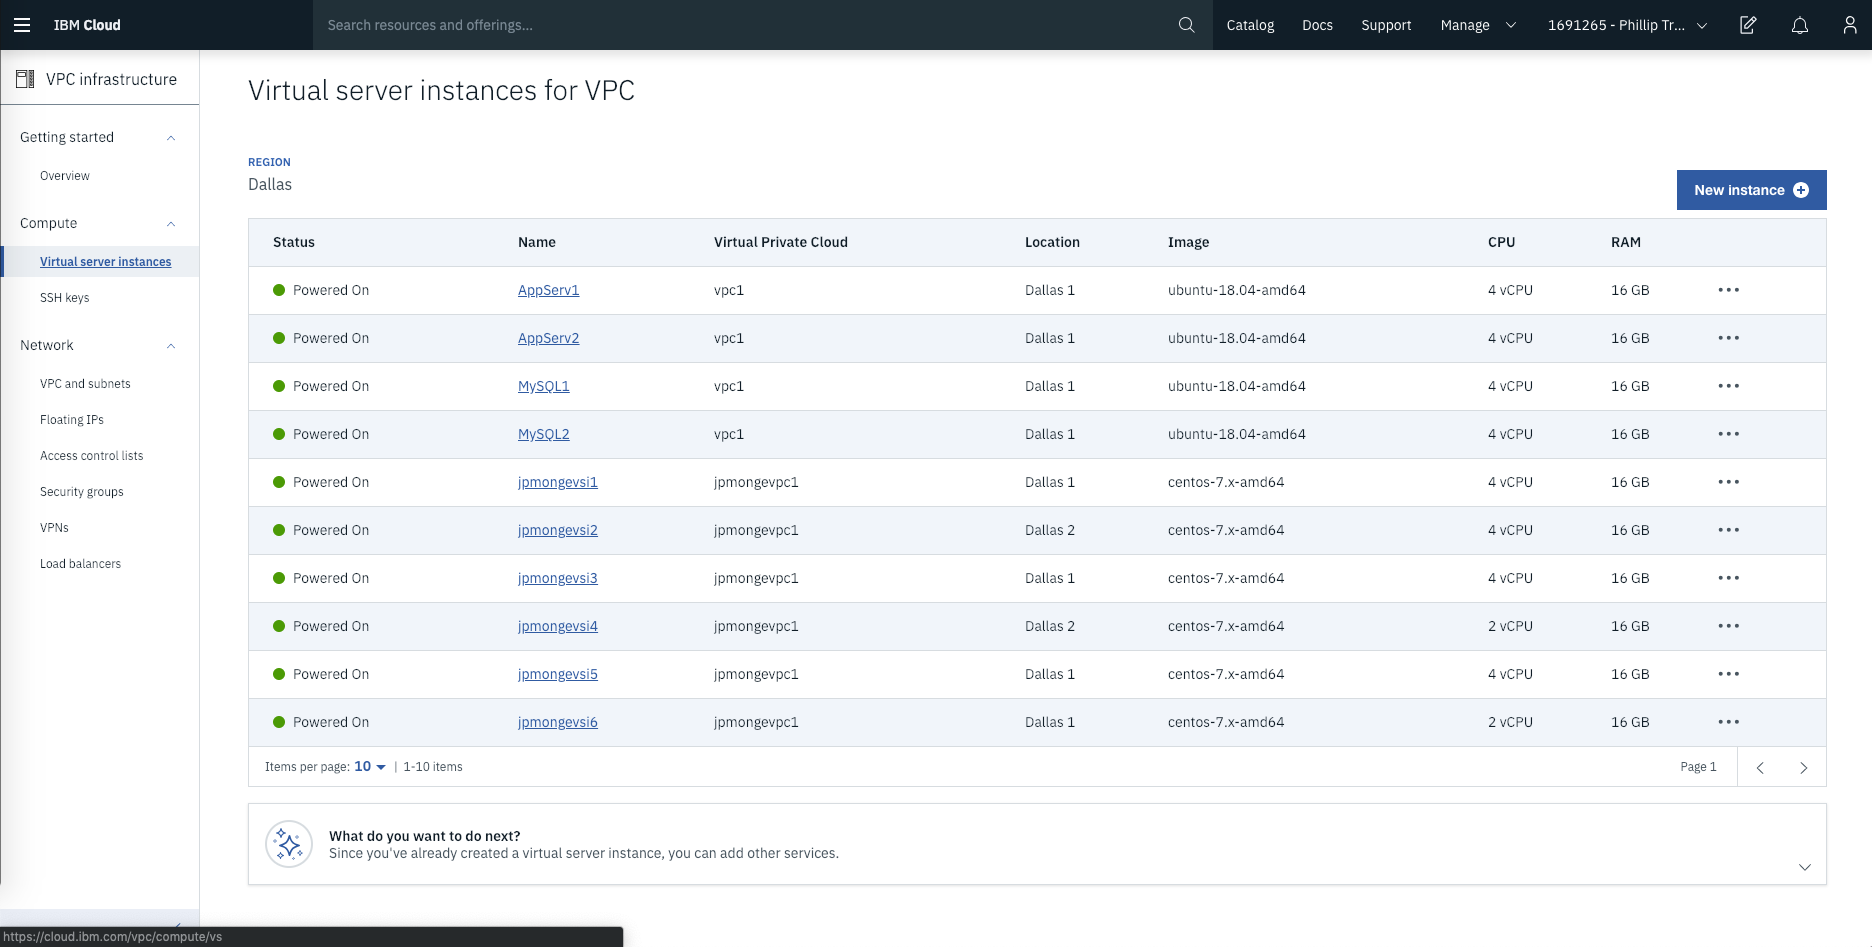 IBM Cloud
Search resources and offerings...
Catalog
Docs
Support
Manage
1691265 - Phillip Tr...
VPC infrastructure
Getting started
Overview
Compute
Virtual server instances
SSH keys
Network
VPC and subnets
Floating IPs
Access control lists
Security groups
VPNs
Load balancers
Virtual server instances for VPC
REGION
Dallas
New instance
Status Name Virtual Private Cloud Location Image CPU RAM
Powered On AppServ1 vpc1 Dallas 1 ubuntu-18.04-amd64 4 vCPU 16 GB
Powered On AppServ2 vpc1 Dallas 1 ubuntu-18.04-amd64 4 vCPU 16 GB
Powered On MySQL1 vpc1 Dallas 1 ubuntu-18.04-amd64 4 vCPU 16 GB
Powered On MySQL2 vpc1 Dallas 1 ubuntu-18.04-amd64 4 vCPU 16 GB
Powered On jpmongevsi1 jpmongevpc1 Dallas 1 centos-7.x-amd64 4 vCPU 16 GB
Powered On jpmongevsi2 jpmongevpc1 Dallas 2 centos-7.x-amd64 4 vCPU 16 GB
Powered On jpmongevsi3 jpmongevpc1 Dallas 1 centos-7.x-amd64 4 vCPU 16 GB
Powered On jpmongevsi4 jpmongevpc1 Dallas 2 centos-7.x-amd64 2 vCPU 16 GB
Powered On jpmongevsi5 jpmongevpc1 Dallas 1 centos-7.x-amd64 4 vCPU 16 GB
Powered On jpmongevsi6 jpmongevpc1 Dallas 1 centos-7.x-amd64 2 vCPU 16 GB
Items per page: 10 | 1-10 items
Page 1
What do you want to do next?
Since you've already created a virtual server instance, you can add other services.
https://cloud.ibm.com/vpc/compute/vs